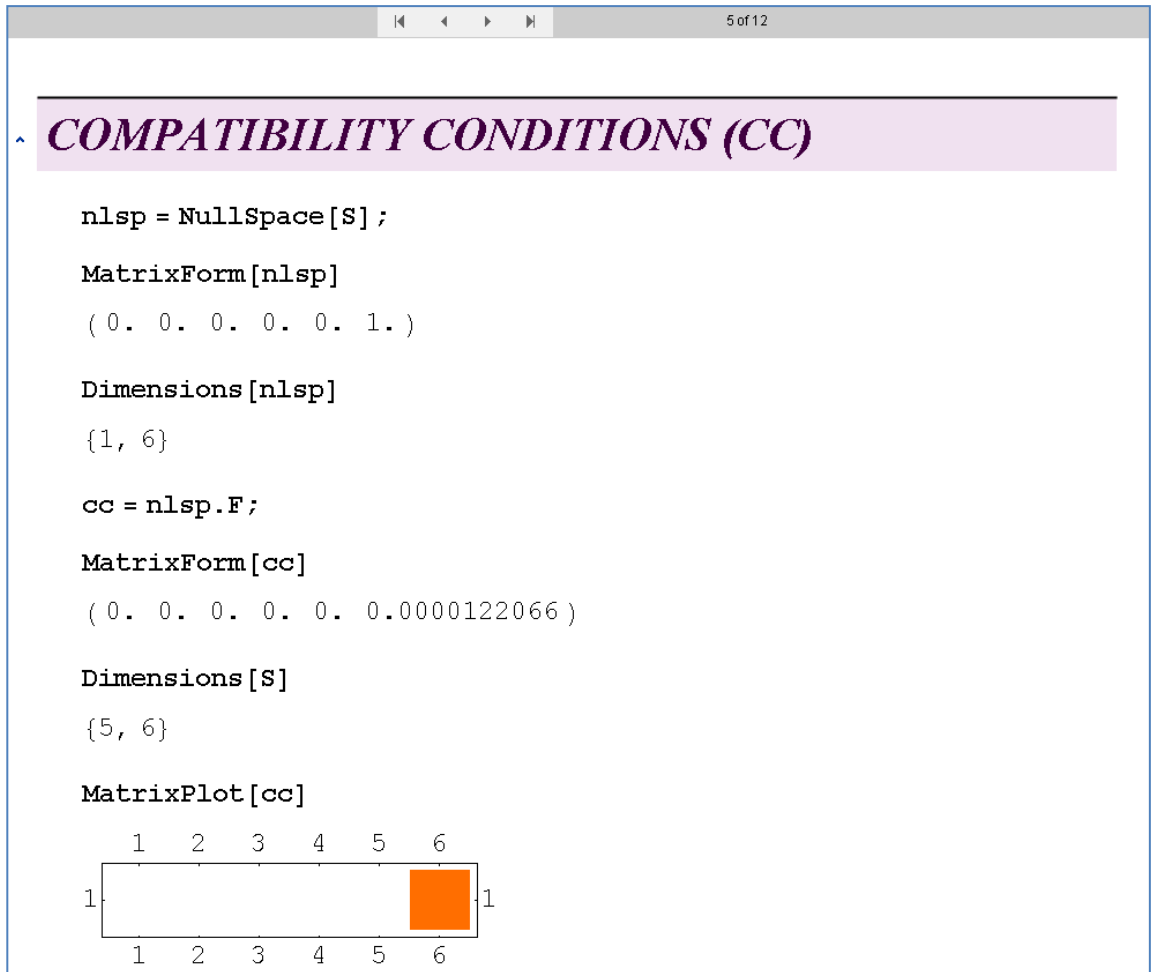 5 of 12
COMPATIBILITY CONDITIONS (CC)
nlsp = NullSpace[S];
MatrixForm[nlsp]
( 0. 0. 0. 0. 0. 1. )
Dimensions[nlsp]
{1, 6}
cc = nlsp.F;
MatrixForm[cc]
( 0. 0. 0. 0. 0. 0.0000122066 )
Dimensions[S]
{5, 6}
MatrixPlot[cc]
1 2 3 4 5 6
1 1
1 2 3 4 5 6